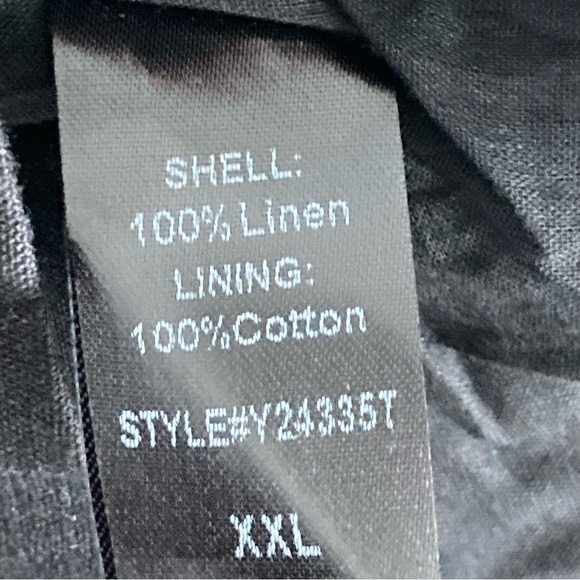 SHELL:
100% Linen
LINING:
100%Cotton
STYLE#Y24335T
XXL